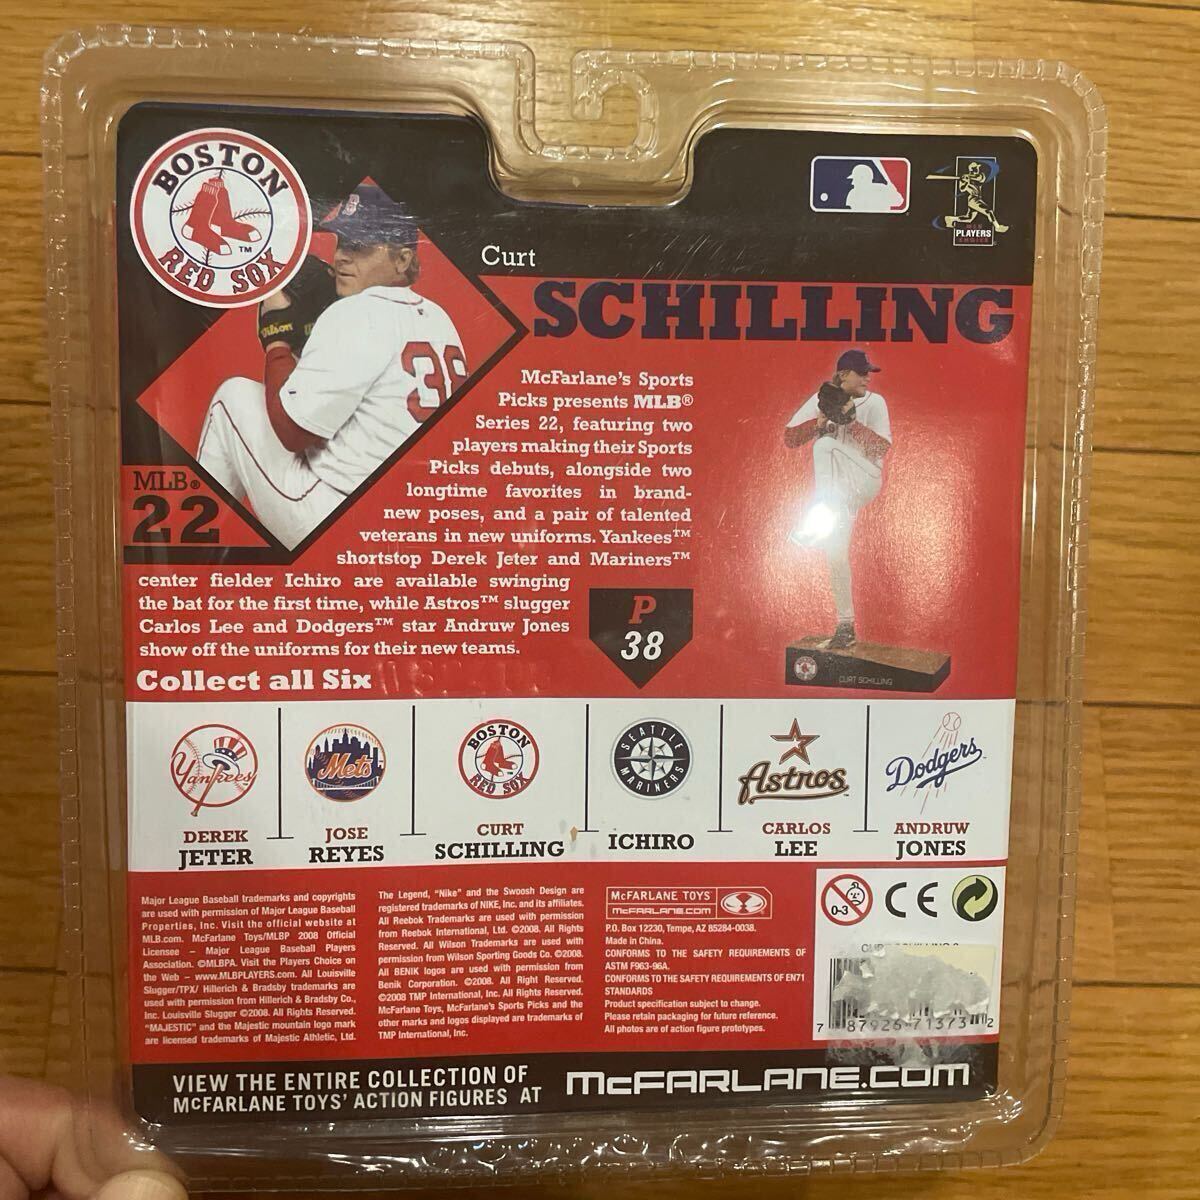 BOSTON
RED SOX
TM
Wilson
38
PLAYERS
CHOICE
Curt
SCHILLING
McFarlane's Sports
Picks presents MLB®
Series 22, featuring two
players making their Sports
Picks debuts, alongside two
longtime favorites in brand-
new poses, and a pair of talented
veterans in new uniforms. Yankees™
shortstop Derek Jeter and Mariners™
center fielder Ichiro are available swinging
the bat for the first time, while Astros™ slugger
Carlos Lee and Dodgers™ star Andruw Jones
show off the uniforms for their new teams.
MLB®
22
P
38
CURT SCHILLING
Collect all Six
Yankees
DEREK
JETER
Mets
JOSE
REYES
BOSTON
RED SOX
CURT
SCHILLING
SEATTLE
MARINERS
ICHIRO
Astros
CARLOS
LEE
Dodgers
ANDRUW
JONES
Major League Baseball trademarks and copyrights
are used with permission of Major League Baseball
Properties, Inc. Visit the official website at
MLB.com. McFarlane Toys/MLBP 2008 Official
Licensee – Major League Baseball Players
Association. ©MLBPA. Visit the Players Choice on
the Web – www.MLBPLAYERS.com. All Louisville
Slugger/TPX/ Hillerich & Bradsby trademarks are
used with permission from Hillerich & Bradsby Co.,
Inc. Louisville Slugger ©2008. All Rights Reserved.
"MAJESTIC" and the Majestic mountain logo mark
are licensed trademarks of Majestic Athletic, Ltd.
The Legend, "Nike" and the Swoosh Design are
registered trademarks of NIKE, Inc. and its affiliates.
All Reebok Trademarks are used with permission
from Reebok International, Ltd. ©2008. All Rights
Reserved. All Wilson Trademarks are used with
permission from Wilson Sporting Goods Co. ©2008.
All BENIK logos are used with permission from
Benik Corporation. ©2008. All Right Reserved.
©2008 TMP International, Inc. All Rights Reserved.
McFarlane Toys, McFarlane's Sports Picks and the
other marks and logos displayed are trademarks of
TMP International, Inc.
McFARLANE TOYS
McFARLANE.COM
P.O. Box 12230, Tempe, AZ 85284-0038.
Made in China.
CONFORMS TO THE SAFETY REQUIREMENTS OF
ASTM F963-96A.
CONFORMS TO THE SAFETY REQUIREMENTS OF EN71
STANDARDS
Product specification subject to change.
Please retain packaging for future reference.
All photos are of action figure prototypes.
0-3
CE
7 87926 71373 2
VIEW THE ENTIRE COLLECTION OF
McFARLANE TOYS' ACTION FIGURES AT
McFARLANE.COM